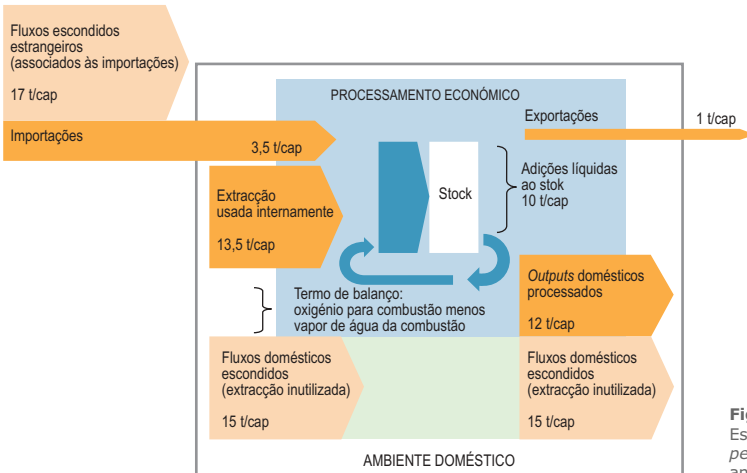 Fluxos escondidos
estrangeiros
(associados às importações)
17 t/cap
Importações
3,5 t/cap
PROCESSAMENTO ECONÓMICO
Exportações
1 t/cap
Extracção
usada internamente
13,5 t/cap
Stock
Adições líquidas
ao stok
10 t/cap
Termo de balanço:
oxigénio para combustão menos
vapor de água da combustão
Outputs domésticos
processados
12 t/cap
Fluxos domésticos
escondidos
(extracção inutilizada)
15 t/cap
Fluxos domésticos
escondidos
(extracção inutilizada)
15 t/cap
AMBIENTE DOMÉSTICO
Fig
Es
pe